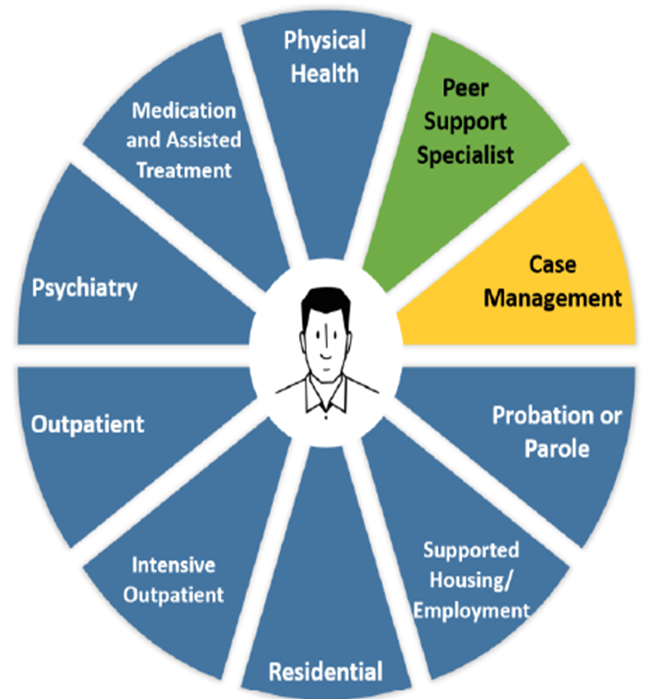 Physical
Health
Peer
Support
Specialist
Case
Management
Probation or
Parole
Supported
Housing/
Employment
Residential
Intensive
Outpatient
Outpatient
Psychiatry
Medication
and Assisted
Treatment